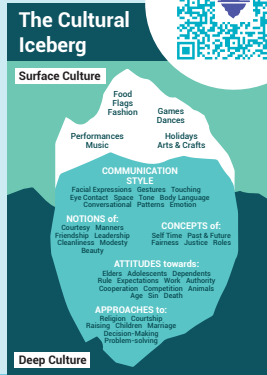 The Cultural
Iceberg
Surface Culture
Food
Flags
Fashion
Games
Dances
Performances
Music
Holidays
Arts & Crafts
COMMUNICATION
STYLE
Facial Expressions Gestures Touching
Eye Contact Space Tone Body Language
Conversational Patterns Emotion
NOTIONS of:
Courtesy Manners
Friendship Leadership
Cleanliness Modesty
Beauty
CONCEPTS of:
Self Time Past & Future
Fairness Justice Roles
ATTITUDES towards:
Elders Adolescents Dependents
Rule Expectations Work Authority
Cooperation Competition Animals
Age Sin Death
APPROACHES to:
Religion Courtship
Raising Children Marriage
Decision-Making
Problem-solving
Deep Culture